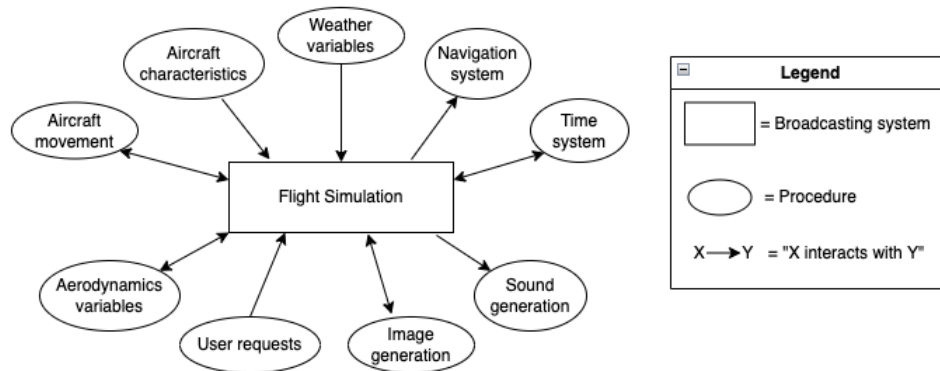 Weather
variables
Aircraft
characteristics
Navigation
system
Aircraft
movement
Time
system
Flight Simulation
Aerodynamics
variables
User requests
Image
generation
Sound
generation
Legend
= Broadcasting system
= Procedure
X Y = "X interacts with Y"